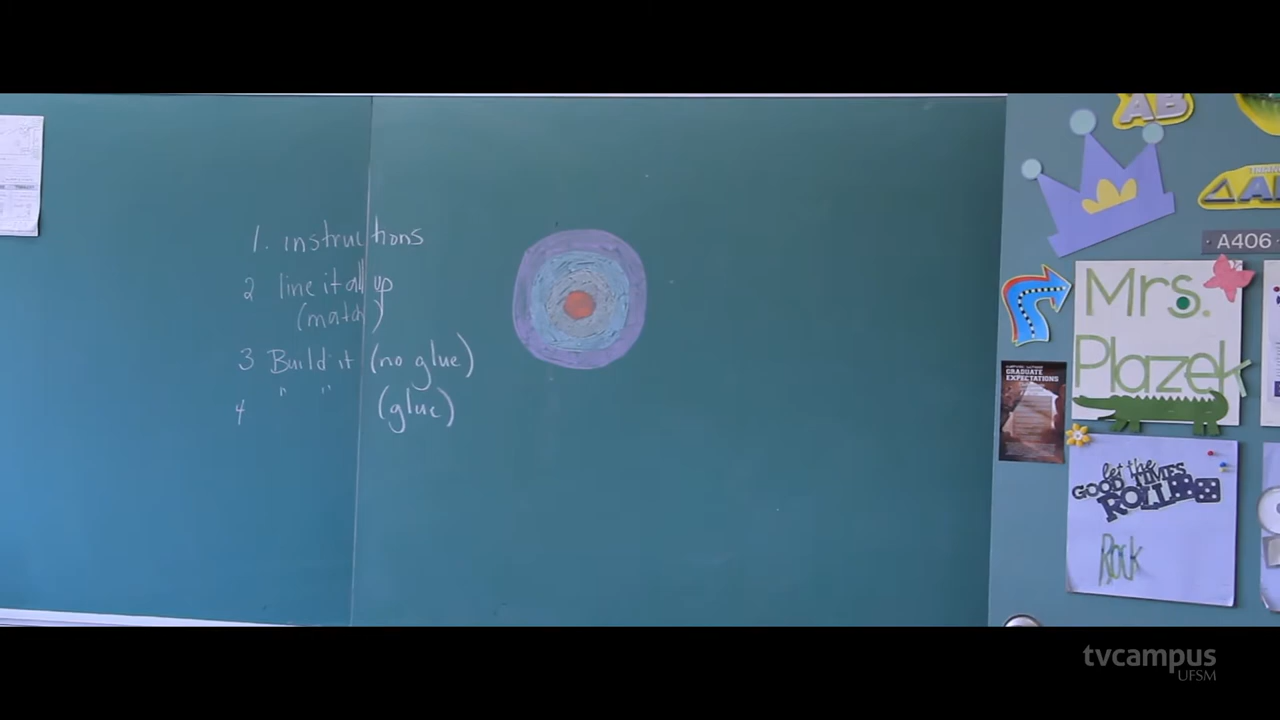 1. instructions
2 line it all up
(match)
3 Build it (no glue)
4 " " (glue)
AB
A406
Mrs.
Plazek
GRADUATE
EXPECTATIONS
let the
GOOD TIMES
ROLL
Rock
tvcampus
UFSM